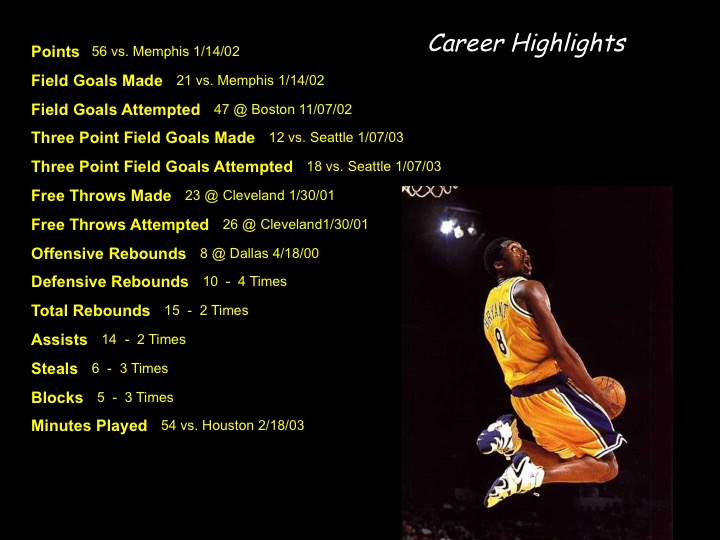 Career Highlights
Points 56 vs. Memphis 1/14/02
Field Goals Made 21 vs. Memphis 1/14/02
Field Goals Attempted 47 @ Boston 11/07/02
Three Point Field Goals Made 12 vs. Seattle 1/07/03
Three Point Field Goals Attempted 18 vs. Seattle 1/07/03
Free Throws Made 23 @ Cleveland 1/30/01
Free Throws Attempted 26 @ Cleveland1/30/01
Offensive Rebounds 8 @ Dallas 4/18/00
Defensive Rebounds 10 - 4 Times
Total Rebounds 15 - 2 Times
Assists 14 - 2 Times
Steals 6 - 3 Times
Blocks 5 - 3 Times
Minutes Played 54 vs. Houston 2/18/03
BRYANT
8